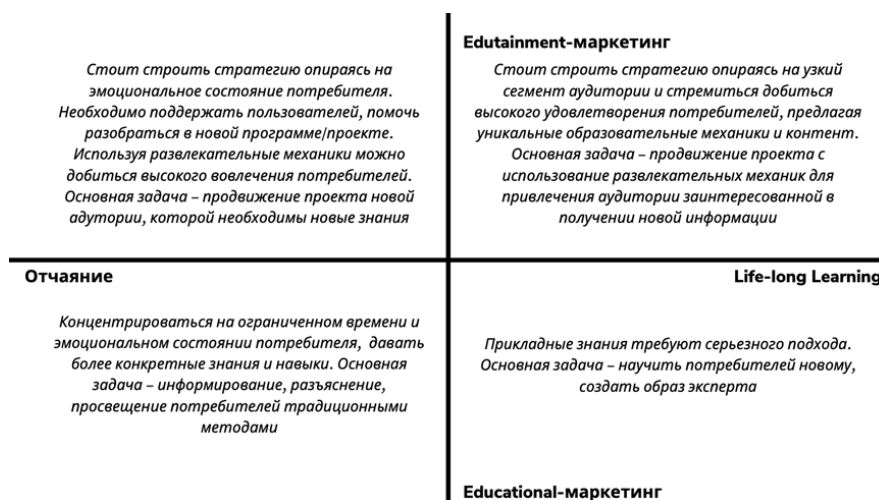 Edutainment-маркетинг
Стоит строить стратегию опираясь на
эмоциональное состояние потребителя.
Необходимо поддержать пользователей, помочь
разобраться в новой программе/проекте.
Используя развлекательные механики можно
добиться высокого вовлечения потребителей.
Основная задача – продвижение проекта новой
адутории, которой необходимы новые знания
Стоит строить стратегию опираясь на узкий
сегмент аудитории и стремиться добиться
высокого удовлетворения потребителей, предлагая
уникальные образовательные механики и контент.
Основная задача – продвижение проекта с
использование развлекательных механик для
привлечения аудитории заинтересованной в
получении новой информации
Отчаяние
Life-long Learning
Концентрироваться на ограниченном времени и
эмоциональном состоянии потребителя, давать
более конкретные знания и навыки. Основная
задача – информирование, разъяснение,
просвещение потребителей традиционными
методами
Прикладные знания требуют серьезного подхода.
Основная задача – научить потребителей новому,
создать образ эксперта
Educational-маркетинг